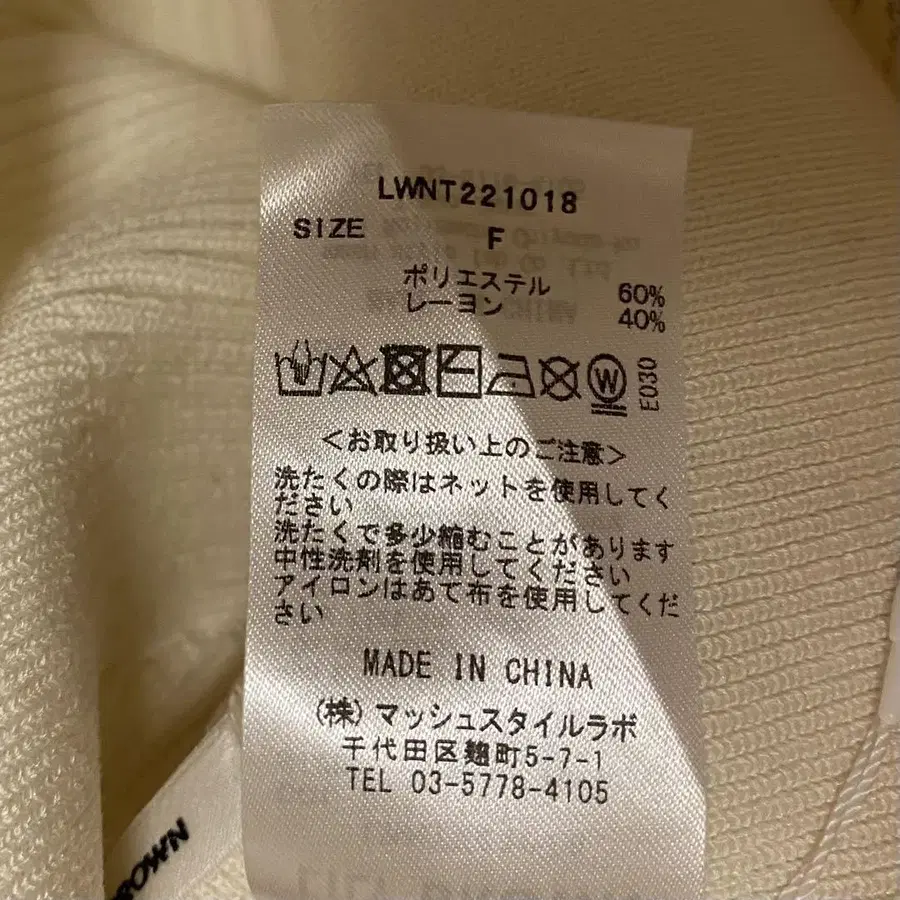 LWNT221018
SIZE F
ポリエステル 60%
レーヨン 40%
W
E030
<お取り扱い上のご注意>
洗たくの際はネットを使用してく
ださい
洗たくで多少縮むことがあります
中性洗剤を使用してください
アイロンはあて布を使用してくだ
さい
MADE IN CHINA
(株)マッシュスタイルラボ
千代田区麹町5-7-1
TEL 03-5778-4105